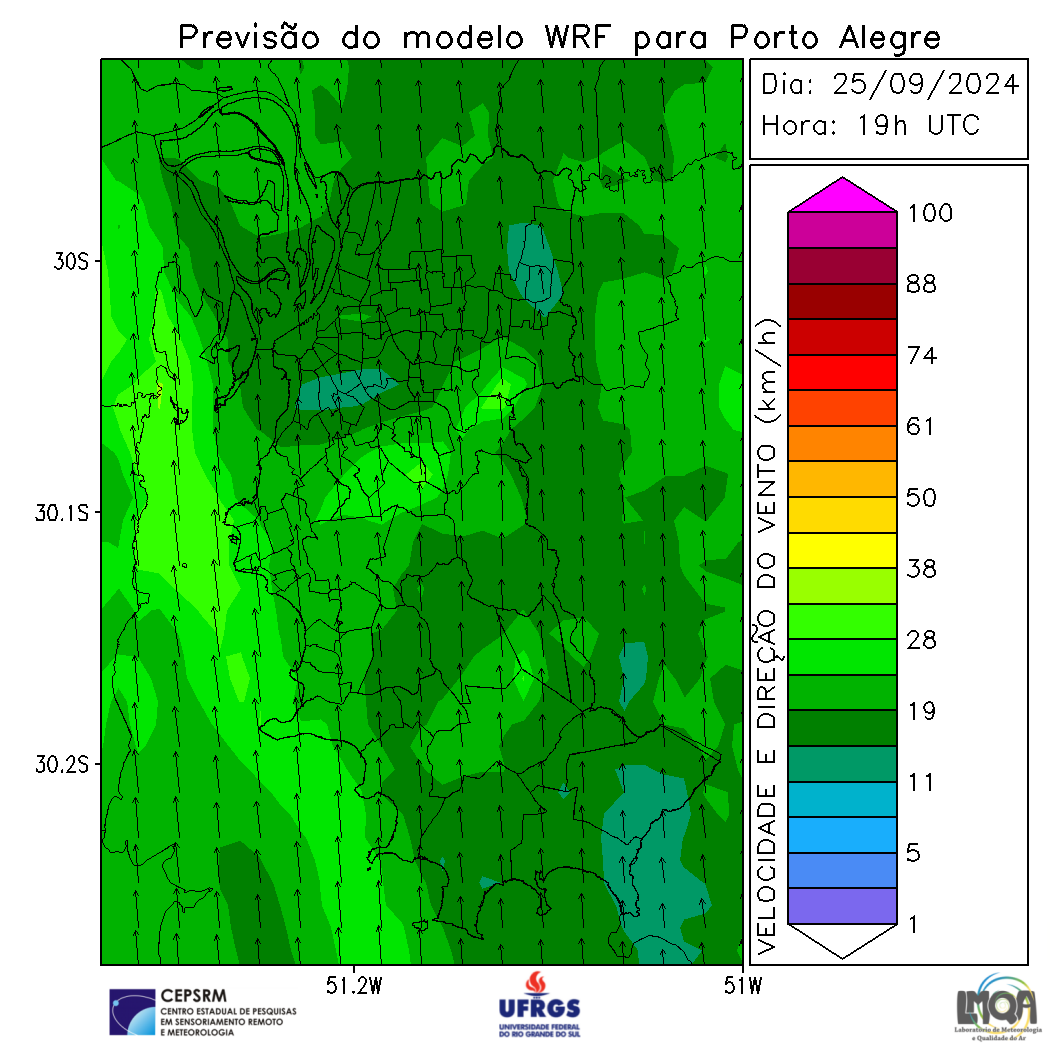 Previsão do modelo WRF para Porto Alegre
Dia: 25/09/2024
Hora: 19h UTC
30S
30.1S
30.2S
51.2W
51W
VELOCIDADE E DIREÇÃO DO VENTO (km/h)
100
88
74
61
50
38
28
19
11
5
1
CEPSRM
CENTRO ESTADUAL DE PESQUISAS
EM SENSORIAMENTO REMOTO
E METEOROLOGIA
UFRGS
UNIVERSIDADE FEDERAL
DO RIO GRANDE DO SUL
LMQA
Laboratório de Meteorologia
e Qualidade do Ar